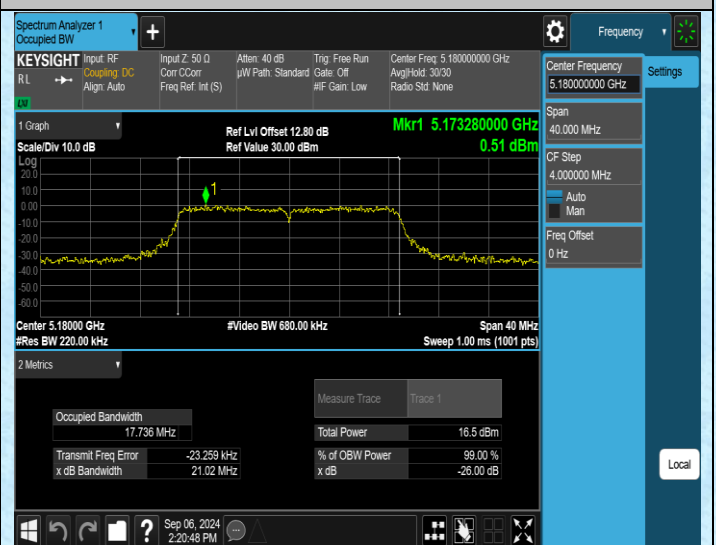 Spectrum Analyzer 1
Occupied BW
+
Frequency
KEYSIGHT
RL
LXI
Input: RF
Coupling: DC
Align: Auto
Input Z: 50 Ω
Corr CCorr
Freq Ref: Int (S)
Atten: 40 dB
µW Path: Standard
Trig: Free Run
Gate: Off
#IF Gain: Low
Center Freq: 5.180000000 GHz
Avg|Hold: 30/30
Radio Std: None
Center Frequency
5.180000000 GHz
Settings
Span
40.000 MHz
CF Step
4.000000 MHz
Auto
Man
Freq Offset
0 Hz
1 Graph
Scale/Div 10.0 dB
Ref Lvl Offset 12.80 dB
Ref Value 30.00 dBm
Mkr1 5.173280000 GHz
0.51 dBm
Log
20.0
10.0
0.00
-10.0
-20.0
-30.0
-40.0
-50.0
-60.0
1
Center 5.18000 GHz
#Res BW 220.00 kHz
#Video BW 680.00 kHz
Span 40 MHz
Sweep 1.00 ms (1001 pts)
2 Metrics
Measure Trace
Trace 1
Occupied Bandwidth
17.736 MHz
Total Power
16.5 dBm
Transmit Freq Error
-23.259 kHz
% of OBW Power
99.00 %
x dB Bandwidth
21.02 MHz
x dB
-26.00 dB
Local
?
Sep 06, 2024
2:20:48 PM